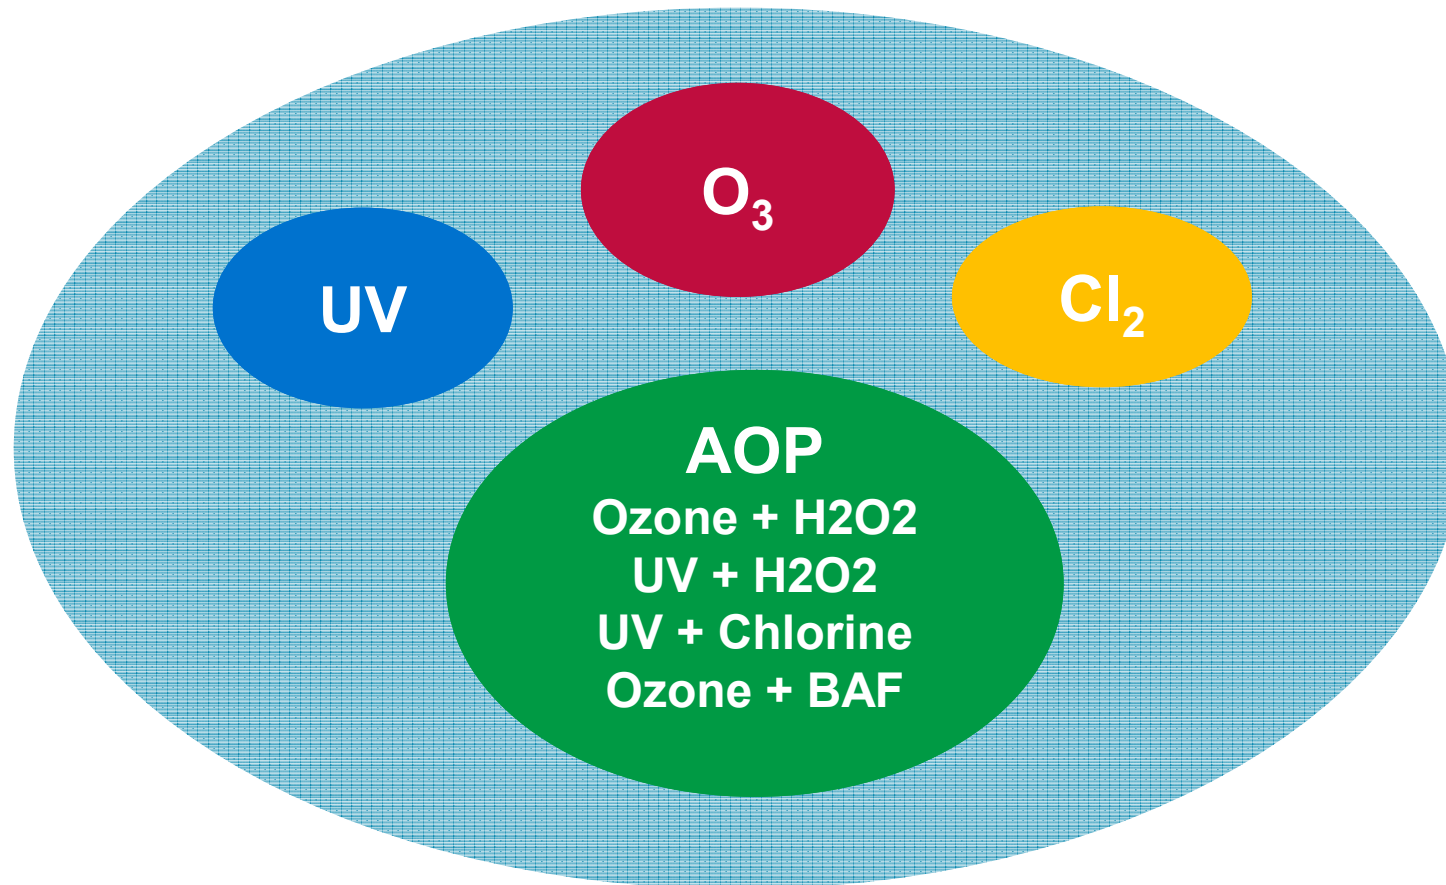 O₃
UV
Cl₂
AOP
Ozone + H2O2
UV + H2O2
UV + Chlorine
Ozone + BAF